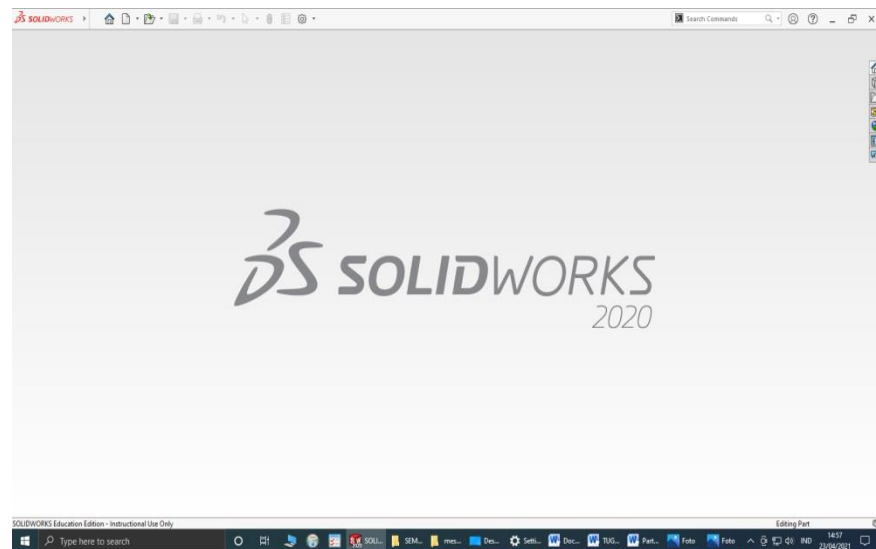 SOLIDWORKS
Search Commands
SOLIDWORKS
2020
SOLIDWORKS Education Edition - Instructional Use Only
Editing Part
Type here to search
SOLI...
SEM...
mes...
Des...
Setti...
Doc...
TUG...
Part...
Foto
Foto
IND
14:57
23/04/2021